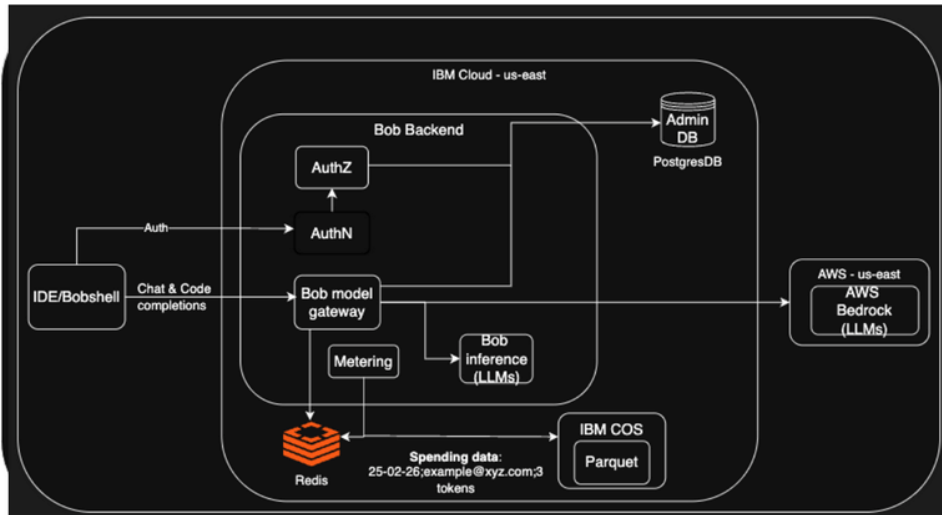 IBM Cloud - us-east
Bob Backend
Admin
DB
PostgresDB
AuthZ
AuthN
Auth
IDE/Bobshell
Chat & Code
completions
Bob model
gateway
AWS - us-east
AWS
Bedrock
(LLMs)
Bob
inference
(LLMs)
Metering
Redis
Spending data:
25-02-26;example@xyz.com;3
tokens
IBM COS
Parquet